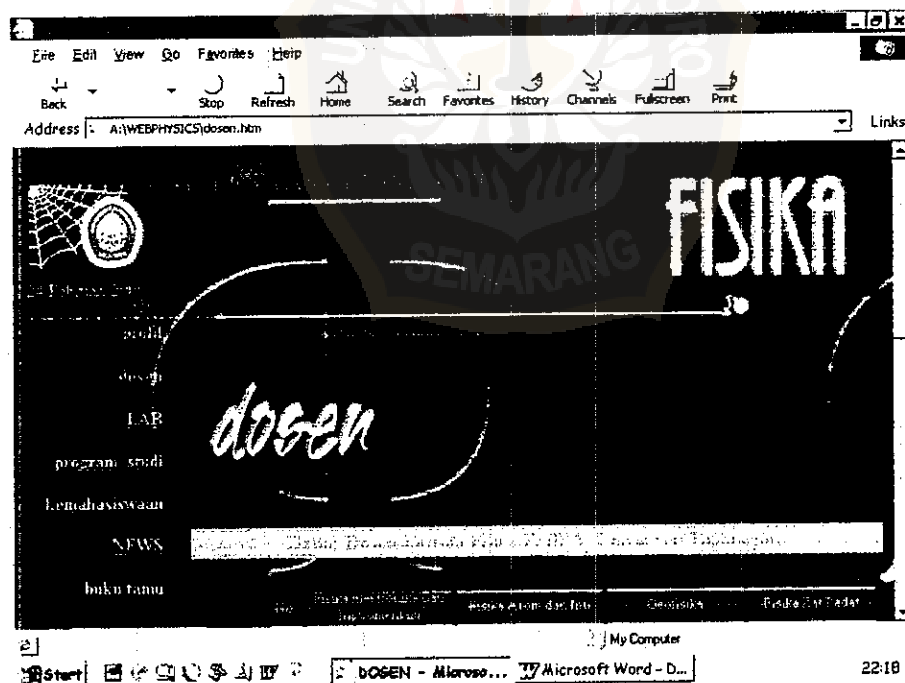 File Edit View Go Favorites Help
Back Stop Refresh Home Search Favorites History Channels Fullscreen Print
Address A:\WEBPHYSICS\dosen.htm Links
FISIKA
SEMARANG
profil
dosen
LAB
dosen
program studi
kemahasiswaan
NEWS
buku tamu
Fisika Atom dan Inti Geofisika Fisika Zat Padat
My Computer
Start DOSEN - Microso... Microsoft Word - D... 22:18